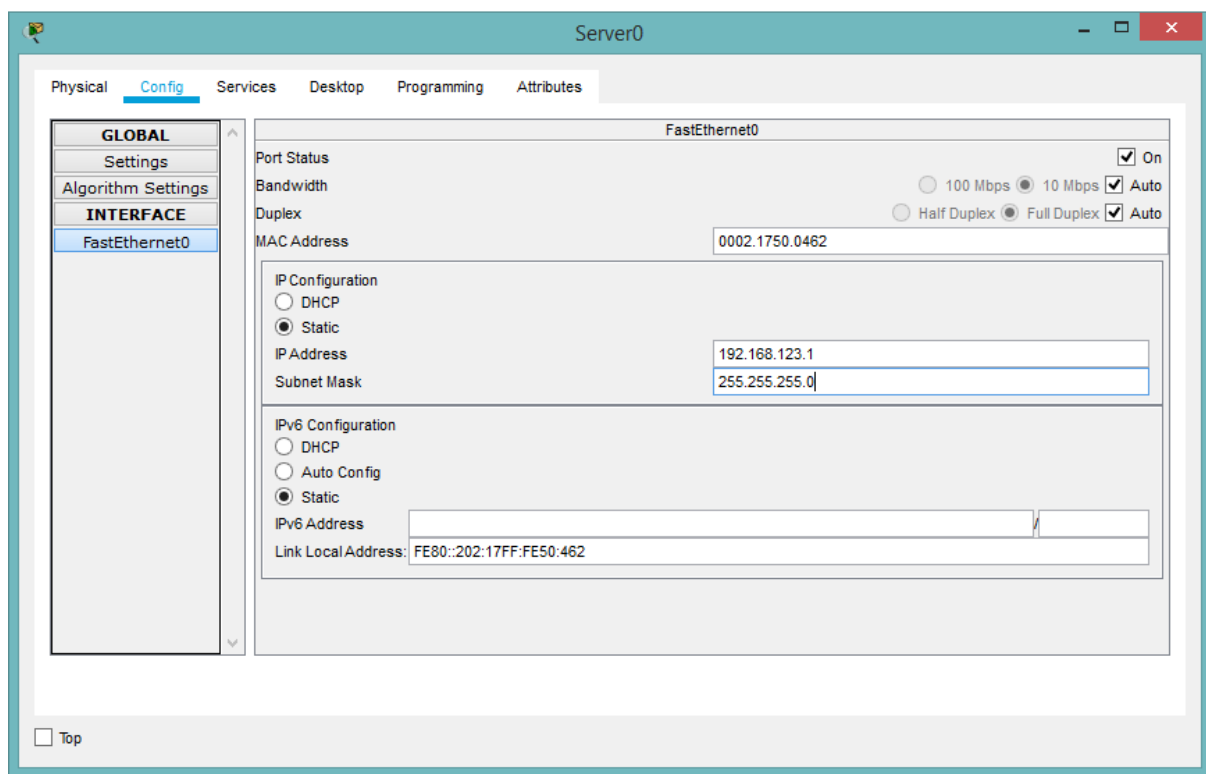 Server0
Physical Config Services Desktop Programming Attributes
GLOBAL
Settings
Algorithm Settings
INTERFACE
FastEthernet0
FastEthernet0
Port Status On
Bandwidth 100 Mbps 10 Mbps Auto
Duplex Half Duplex Full Duplex Auto
MAC Address 0002.1750.0462
IP Configuration
DHCP
Static
IP Address 192.168.123.1
Subnet Mask 255.255.255.0
IPv6 Configuration
DHCP
Auto Config
Static
IPv6 Address /
Link Local Address: FE80::202:17FF:FE50:462
Top